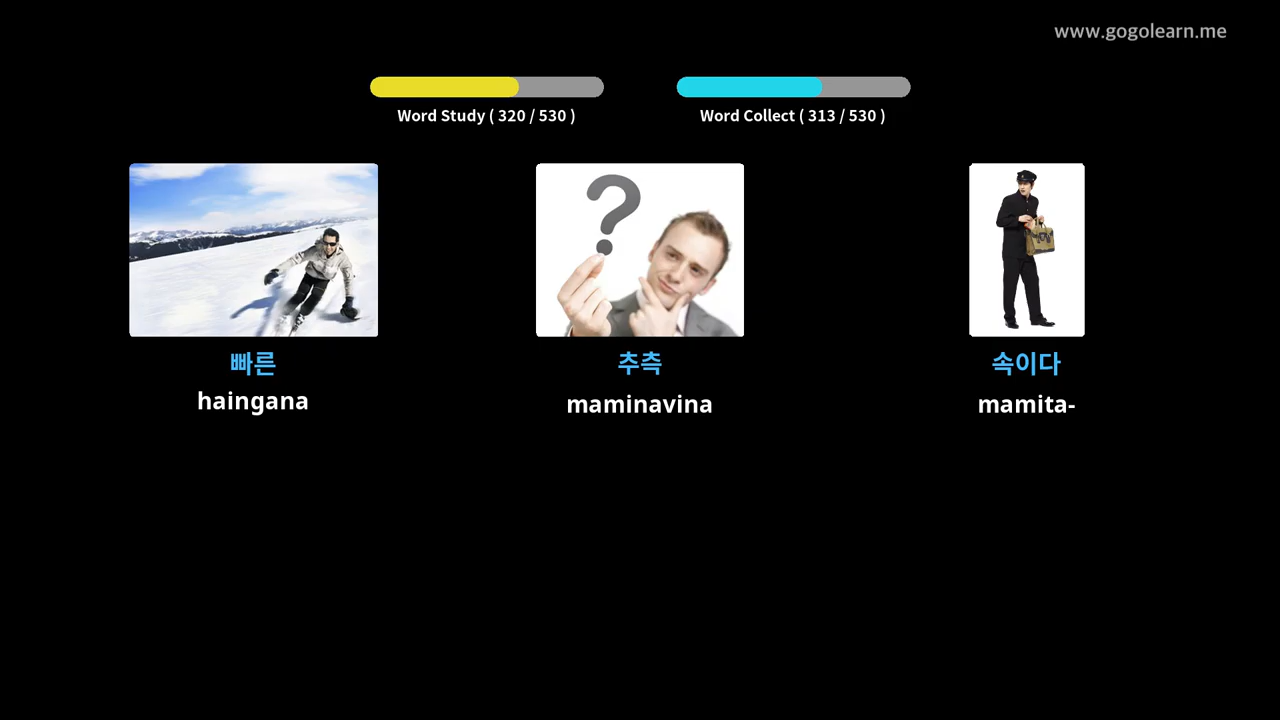 www.gogolearn.me
Word Study ( 320 / 530 )
Word Collect ( 313 / 530 )
빠른
haingana
추측
maminavina
속이다
mamita-